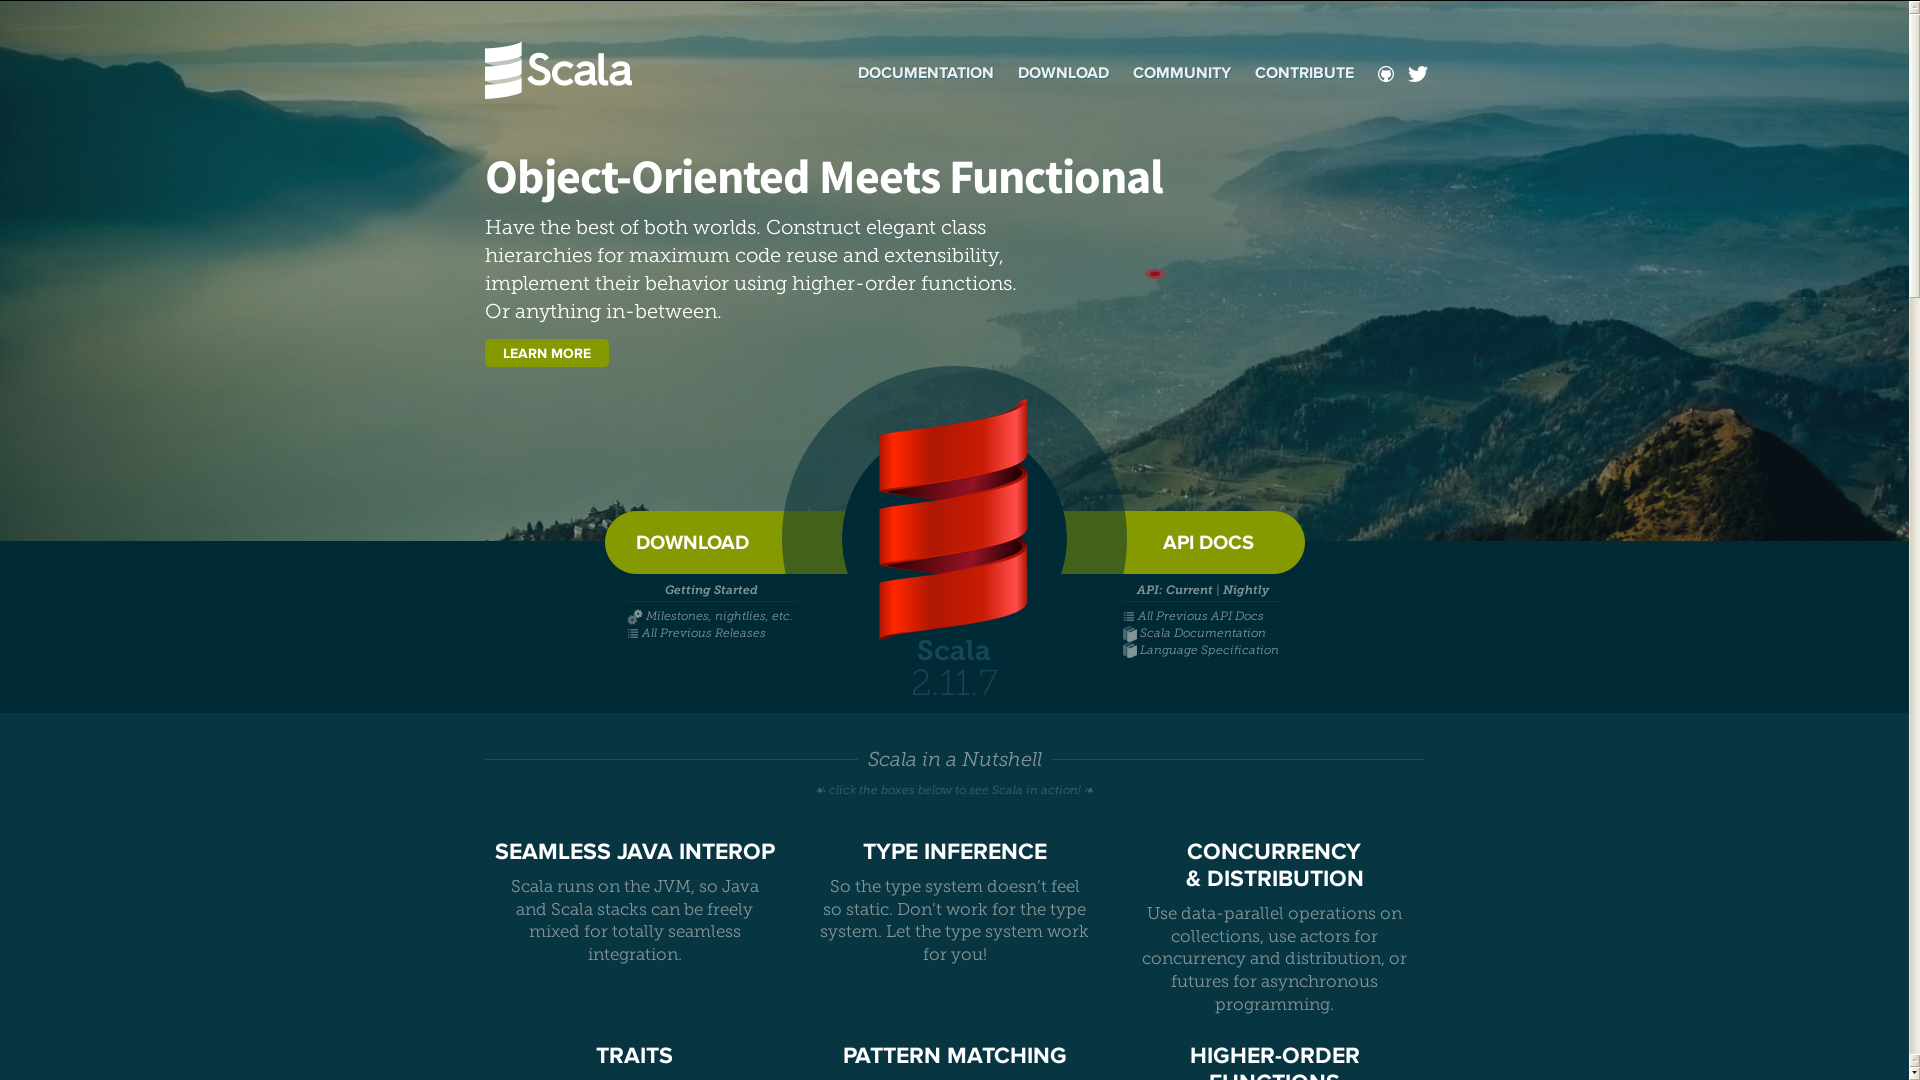 Scala
DOCUMENTATION
DOWNLOAD
COMMUNITY
CONTRIBUTE
Object-Oriented Meets Functional
Have the best of both worlds. Construct elegant class
hierarchies for maximum code reuse and extensibility,
implement their behavior using higher-order functions.
Or anything in-between.
LEARN MORE
DOWNLOAD
Getting Started
Milestones, nightlies, etc.
All Previous Releases
Scala
2.11.7
API DOCS
API: Current | Nightly
All Previous API Docs
Scala Documentation
Language Specification
Scala in a Nutshell
☙ click the boxes below to see Scala in action! ❧
SEAMLESS JAVA INTEROP
Scala runs on the JVM, so Java
and Scala stacks can be freely
mixed for totally seamless
integration.
TYPE INFERENCE
So the type system doesn’t feel
so static. Don’t work for the type
system. Let the type system work
for you!
CONCURRENCY
& DISTRIBUTION
Use data-parallel operations on
collections, use actors for
concurrency and distribution, or
futures for asynchronous
programming.
TRAITS
PATTERN MATCHING
HIGHER-ORDER
FUNCTIONS